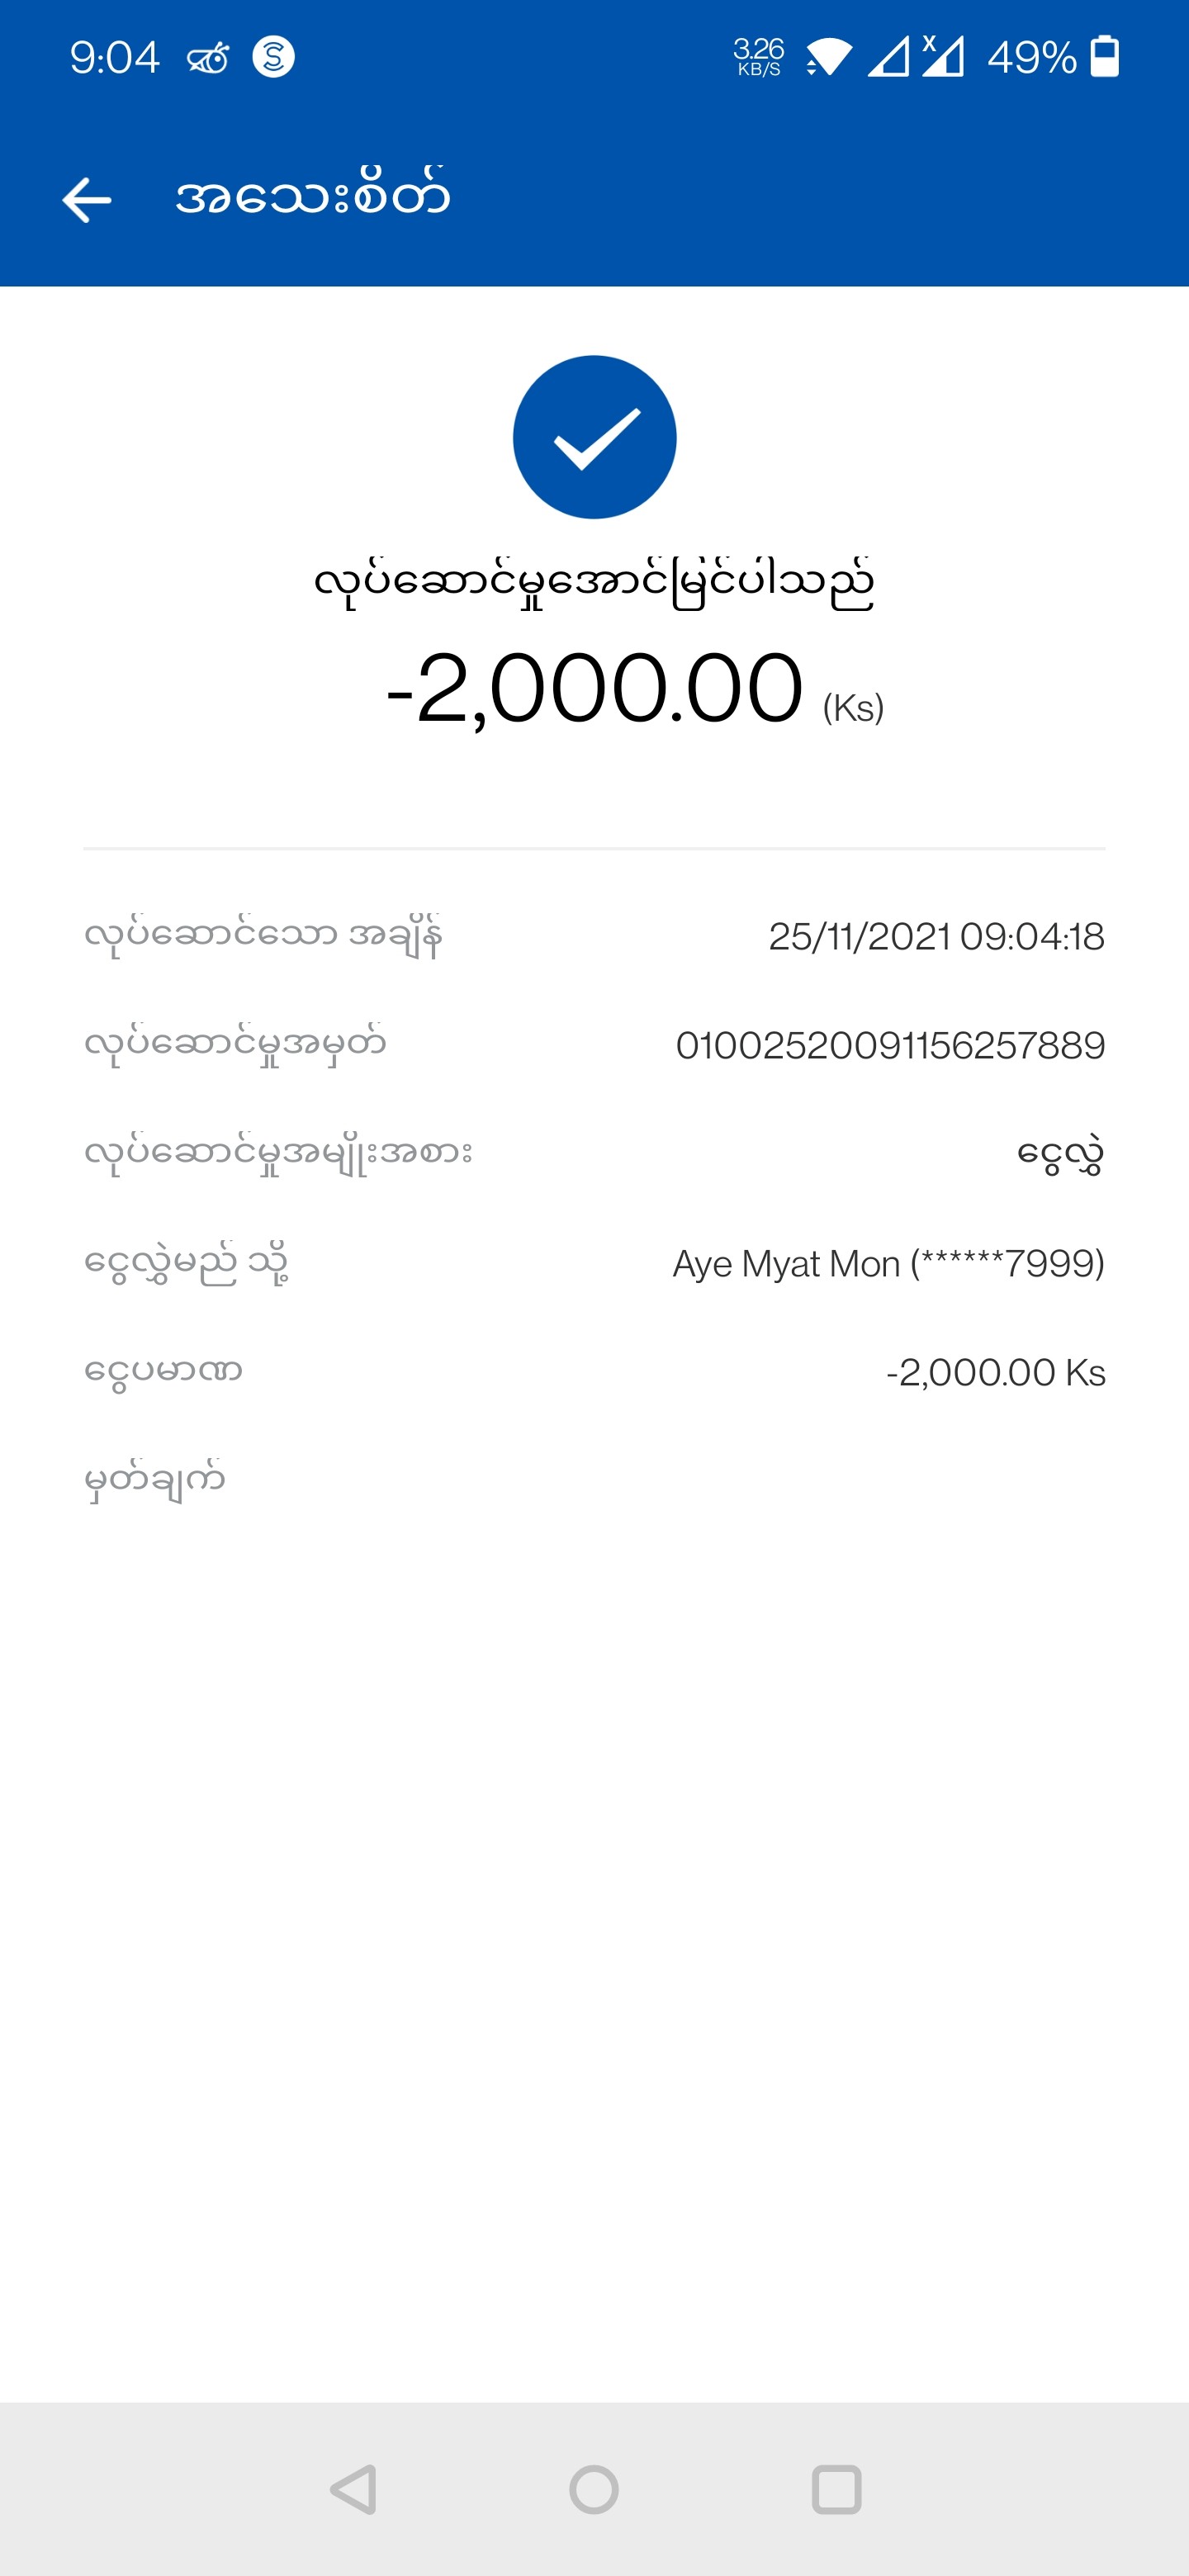 9:04
3.26 KB/S
x
49%
အသေးစိတ်
လုပ်ဆောင်မှုအောင်မြင်ပါသည်
-2,000.00 (Ks)
လုပ်ဆောင်သော အချိန် 25/11/2021 09:04:18
လုပ်ဆောင်မှုအမှတ် 01002520091156257889
လုပ်ဆောင်မှုအမျိုးအစား ငွေလွှဲ
ငွေလွှဲမည် သို့ Aye Myat Mon (******7999)
ငွေပမာဏ -2,000.00 Ks
မှတ်ချက်